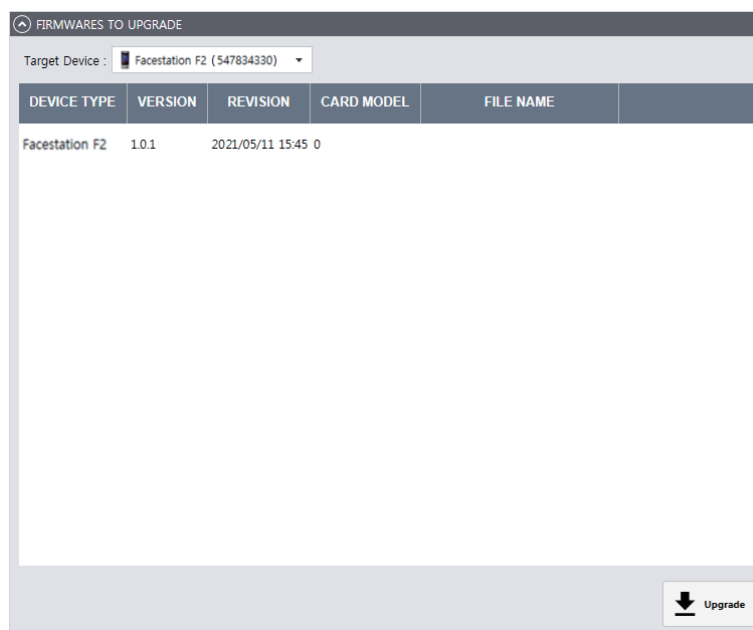 FIRMWARES TO UPGRADE
Target Device : Facestation F2 (547834330)
DEVICE TYPE VERSION REVISION CARD MODEL FILE NAME
Facestation F2 1.0.1 2021/05/11 15:45 0
Upgrade